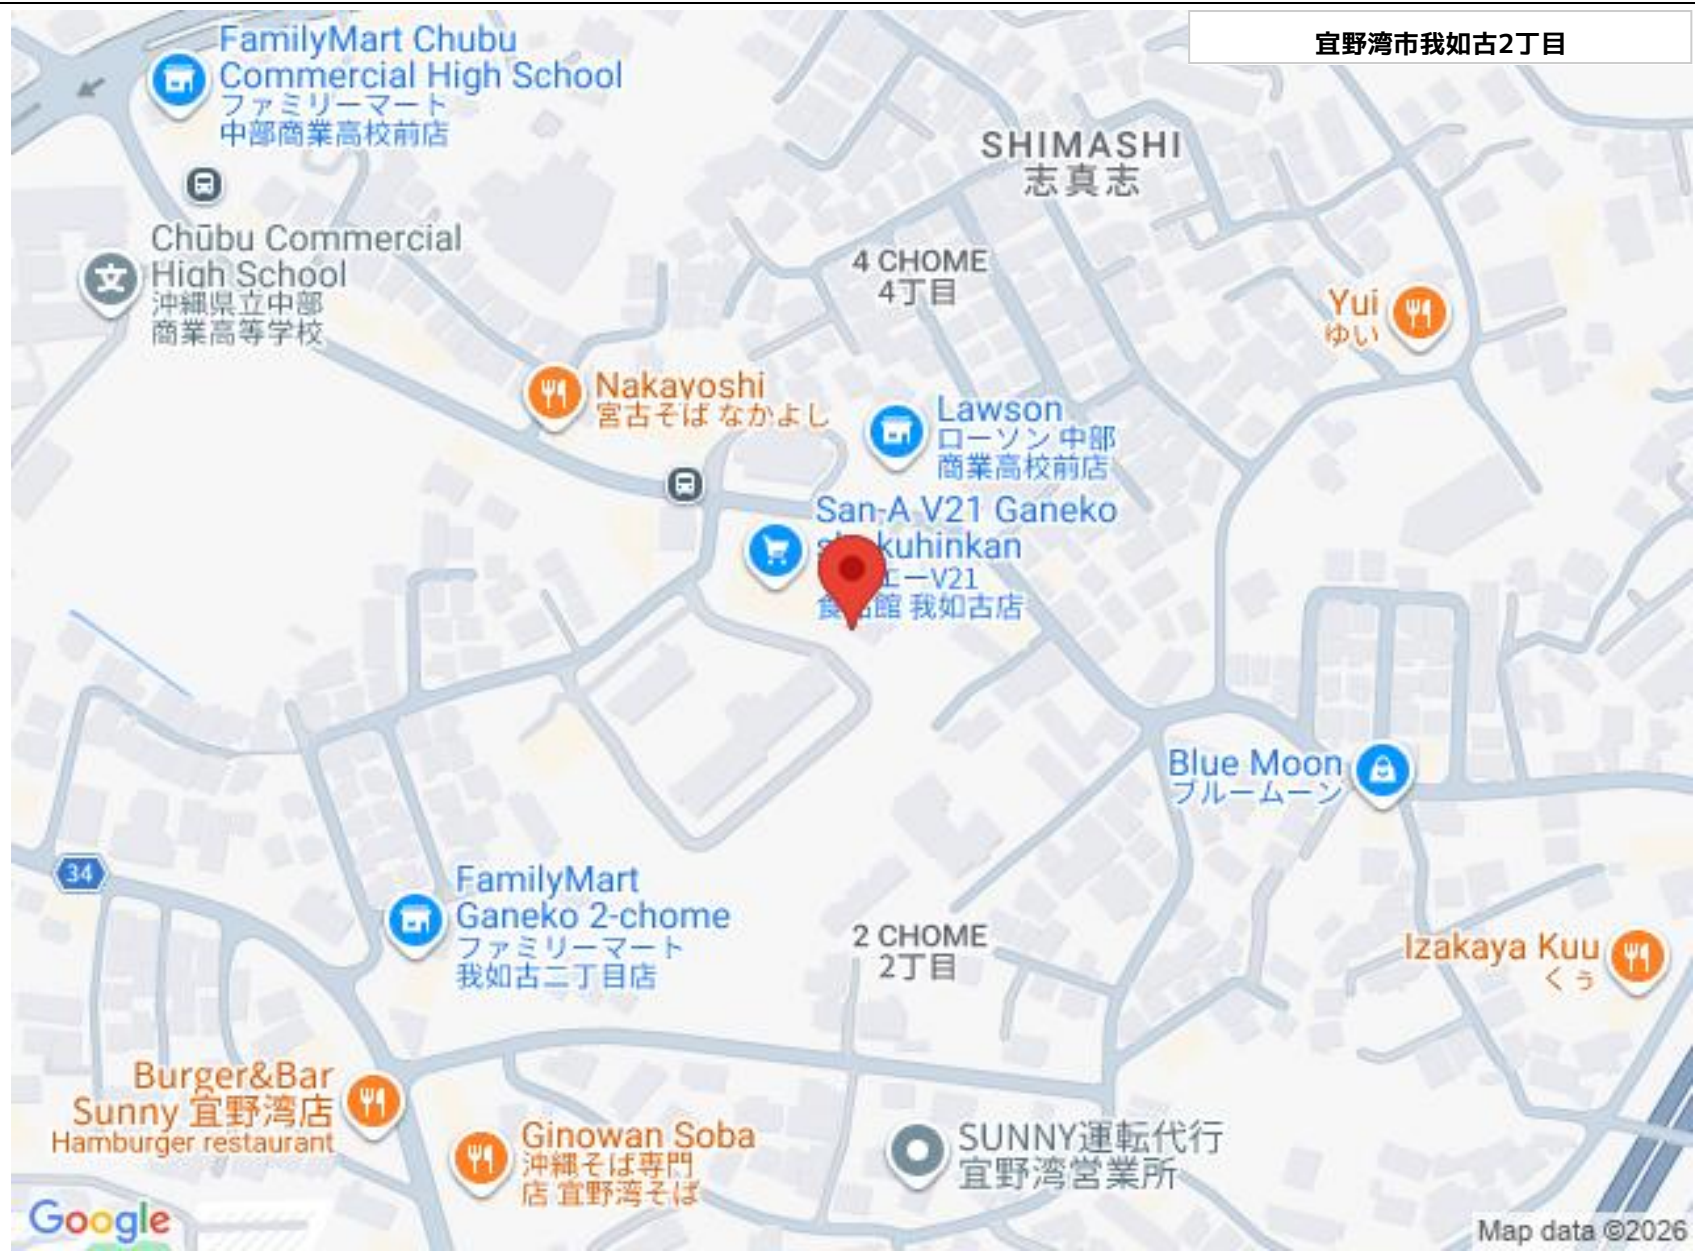 宜野湾市我如古2丁目
FamilyMart Chubu
Commercial High School
ファミリーマート
中部商業高校前店
SHIMASHI
志真志
Chūbu Commercial
High School
沖縄県立中部
商業高等学校
4 CHOME
4丁目
Yui
ゆい
Nakayoshi
宮古そば なかよし
Lawson
ローソン 中部
商業高校前店
San-A V21 Ganeko
kuhinkan
エーV21
館 我如古店
Blue Moon
ブルームーン
34
FamilyMart
Ganeko 2-chome
ファミリーマート
我如古二丁目店
2 CHOME
2丁目
Izakaya Kuu
くぅ
Burger&Bar
Sunny 宜野湾店
Hamburger restaurant
Ginowan Soba
沖縄そば専門
店 宜野湾そば
SUNNY運転代行
宜野湾営業所
Google
Map data ©2026